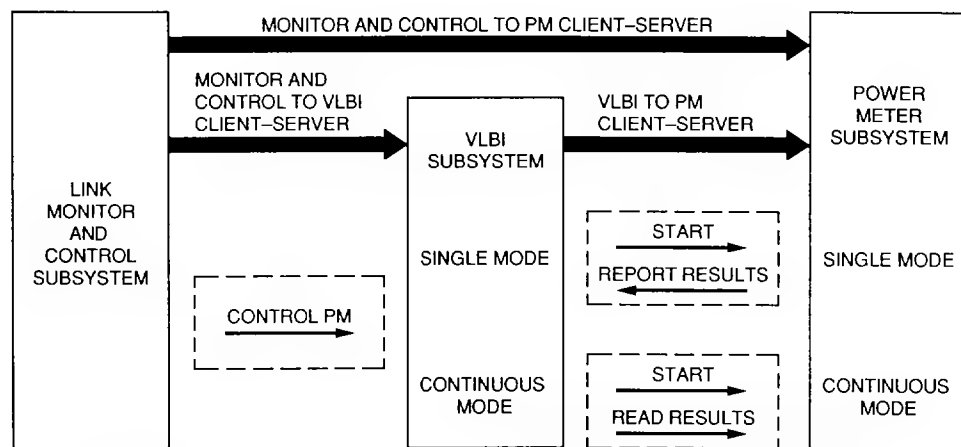 MONITOR AND CONTROL TO PM CLIENT–SERVER
MONITOR AND
CONTROL TO VLBI
CLIENT–SERVER
VLBI TO PM
CLIENT–SERVER
LINK
MONITOR
AND
CONTROL
SUBSYSTEM
VLBI
SUBSYSTEM
POWER
METER
SUBSYSTEM
CONTROL PM
SINGLE MODE
START
REPORT RESULTS
SINGLE MODE
CONTINUOUS
MODE
START
READ RESULTS
CONTINUOUS
MODE